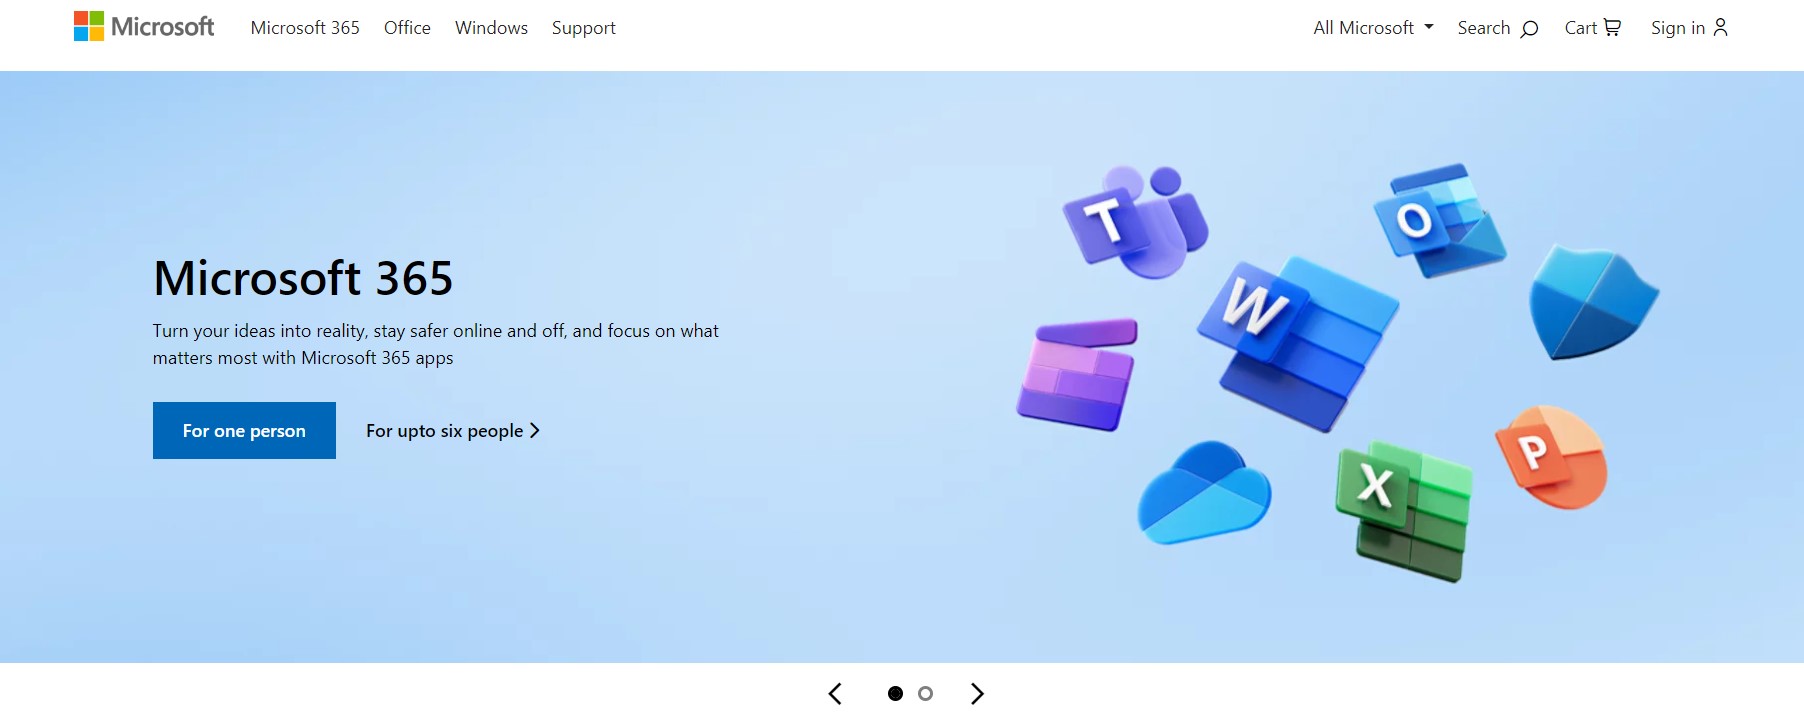 Microsoft
Microsoft 365 Office Windows Support
All Microsoft Search Cart Sign in
Microsoft 365
Turn your ideas into reality, stay safer online and off, and focus on what
matters most with Microsoft 365 apps
For one person
For upto six people
T
O
W
P
X